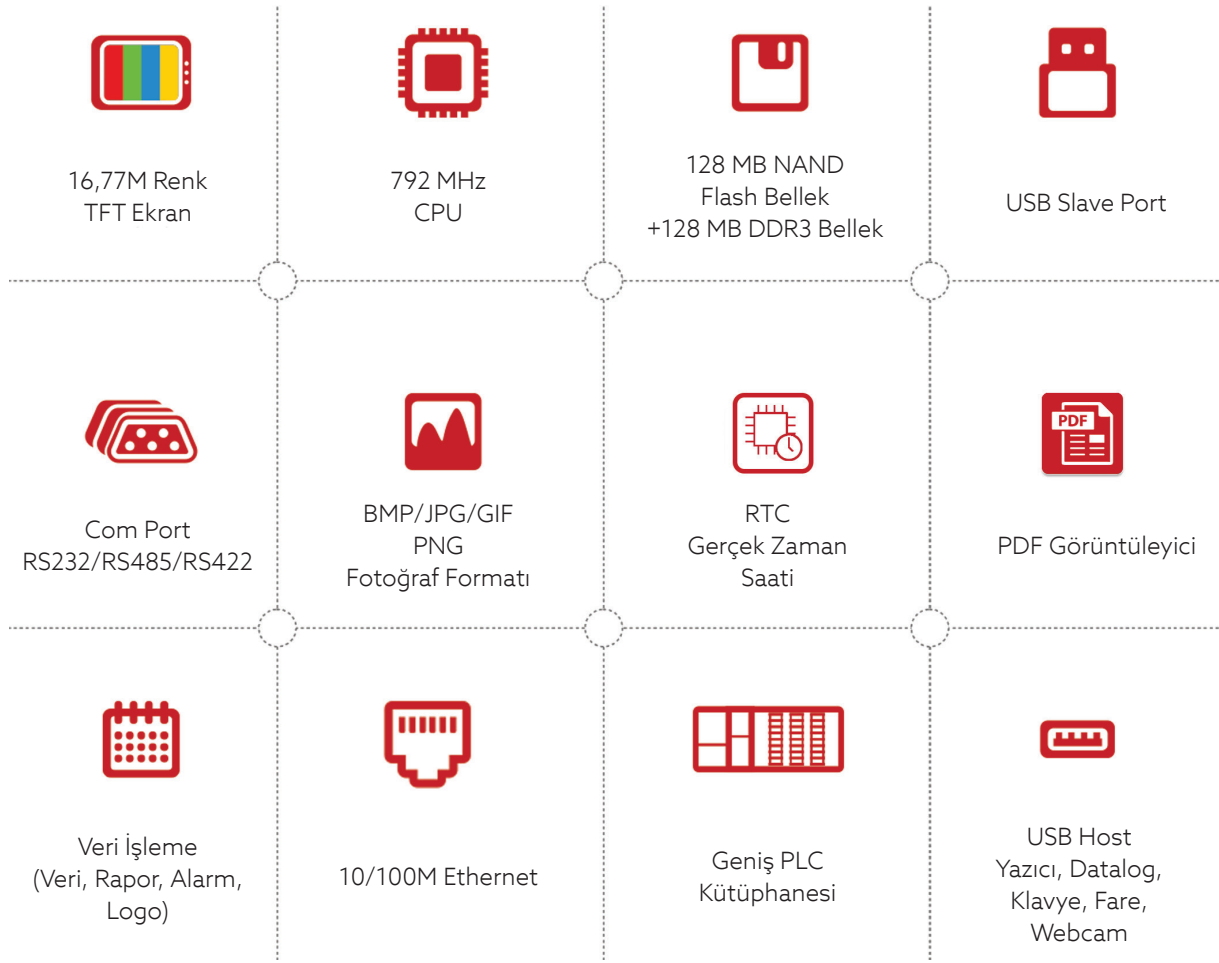 16,77M Renk
TFT Ekran
792 MHz
CPU
128 MB NAND
Flash Bellek
+128 MB DDR3 Bellek
USB Slave Port
Com Port
RS232/RS485/RS422
BMP/JPG/GIF
PNG
Fotoğraf Formatı
RTC
Gerçek Zaman
Saati
PDF
PDF Görüntüleyici
Veri İşleme
(Veri, Rapor, Alarm,
Logo)
10/100M Ethernet
Geniş PLC
Kütüphanesi
USB Host
Yazıcı, Datalog,
Klavye, Fare,
Webcam